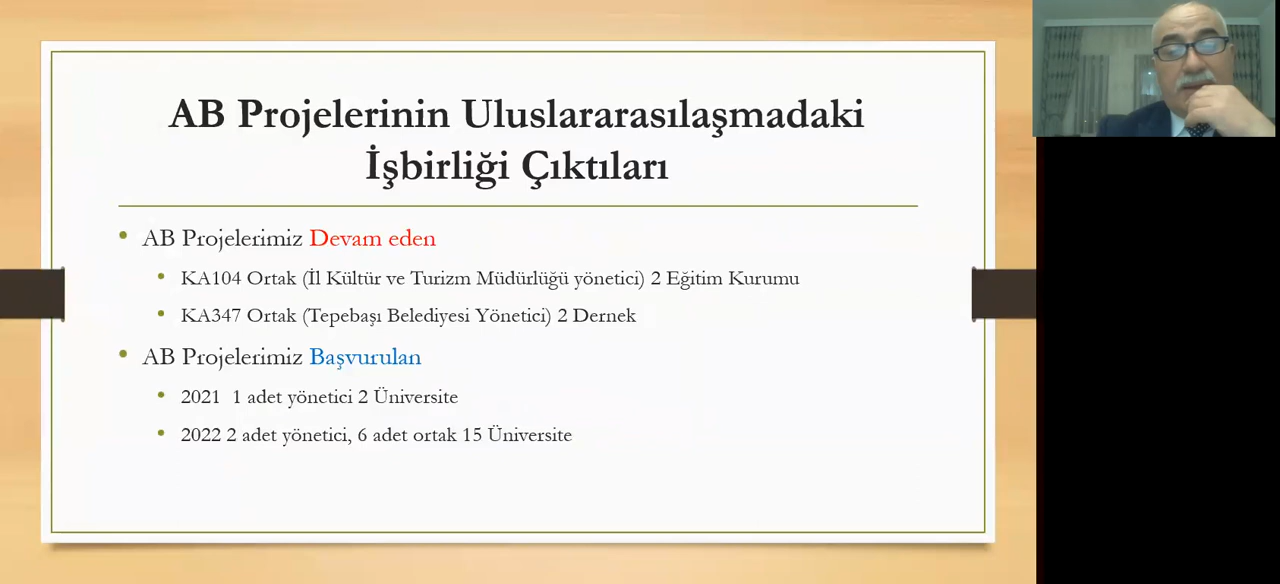 AB Projelerinin Uluslararasılaşmadaki
İşbirliği Çıktıları
• AB Projelerimiz Devam eden
• KA104 Ortak (İl Kültür ve Turizm Müdürlüğü yönetici) 2 Eğitim Kurumu
• KA347 Ortak (Tepebaşı Belediyesi Yönetici) 2 Dernek
• AB Projelerimiz Başvurulan
• 2021 1 adet yönetici 2 Üniversite
• 2022 2 adet yönetici, 6 adet ortak 15 Üniversite